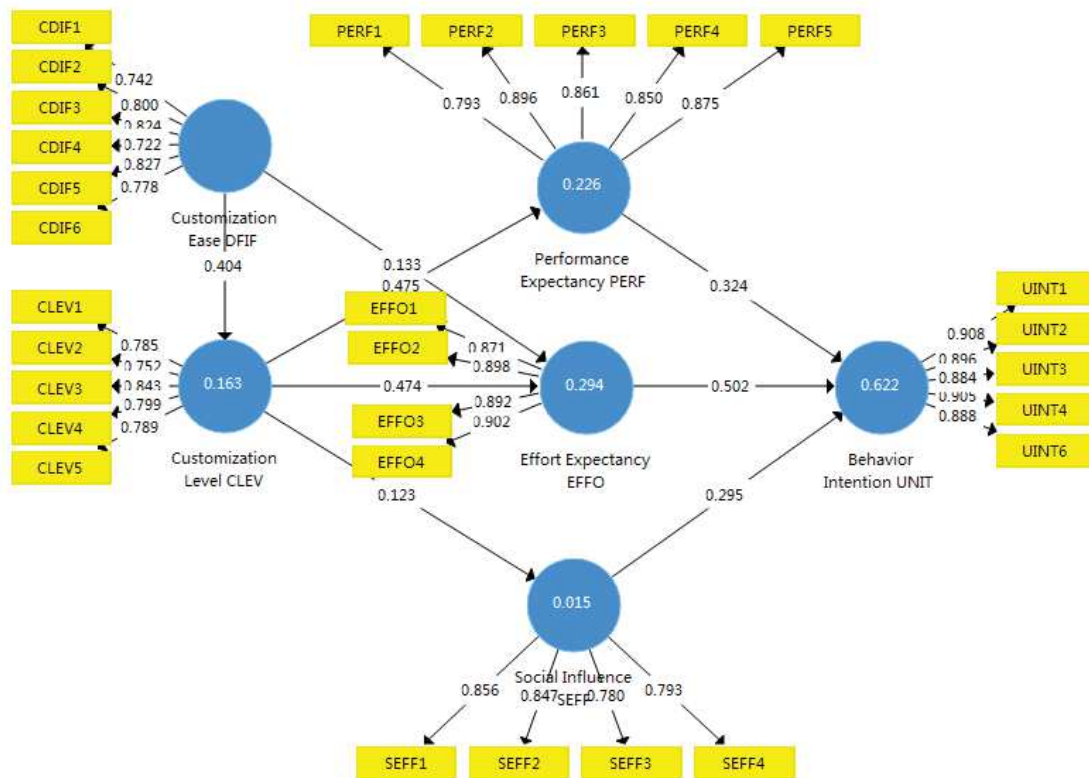 CDIF1
CDIF2
CDIF3
CDIF4
CDIF5
CDIF6
0.742
0.800
0.824
0.722
0.827
0.778
Customization
Ease DFIF
0.404
PERF1
PERF2
PERF3
PERF4
PERF5
0.793
0.896
0.861
0.850
0.875
0.226
Performance
Expectancy PERF
0.133
0.475
0.324
CLEV1
CLEV2
CLEV3
CLEV4
CLEV5
0.785
0.752
0.843
0.799
0.789
0.163
Customization
Level CLEV
EFFO1
EFFO2
EFFO3
EFFO4
0.871
0.898
0.892
0.902
0.474
0.294
Effort Expectancy
EFFO
0.502
0.123
0.295
0.622
Behavior
Intention UNIT
UINT1
UINT2
UINT3
UINT4
UINT6
0.908
0.896
0.884
0.905
0.888
0.015
Social Influence
SEFF
0.856
0.847
0.780
0.793
SEFF1
SEFF2
SEFF3
SEFF4